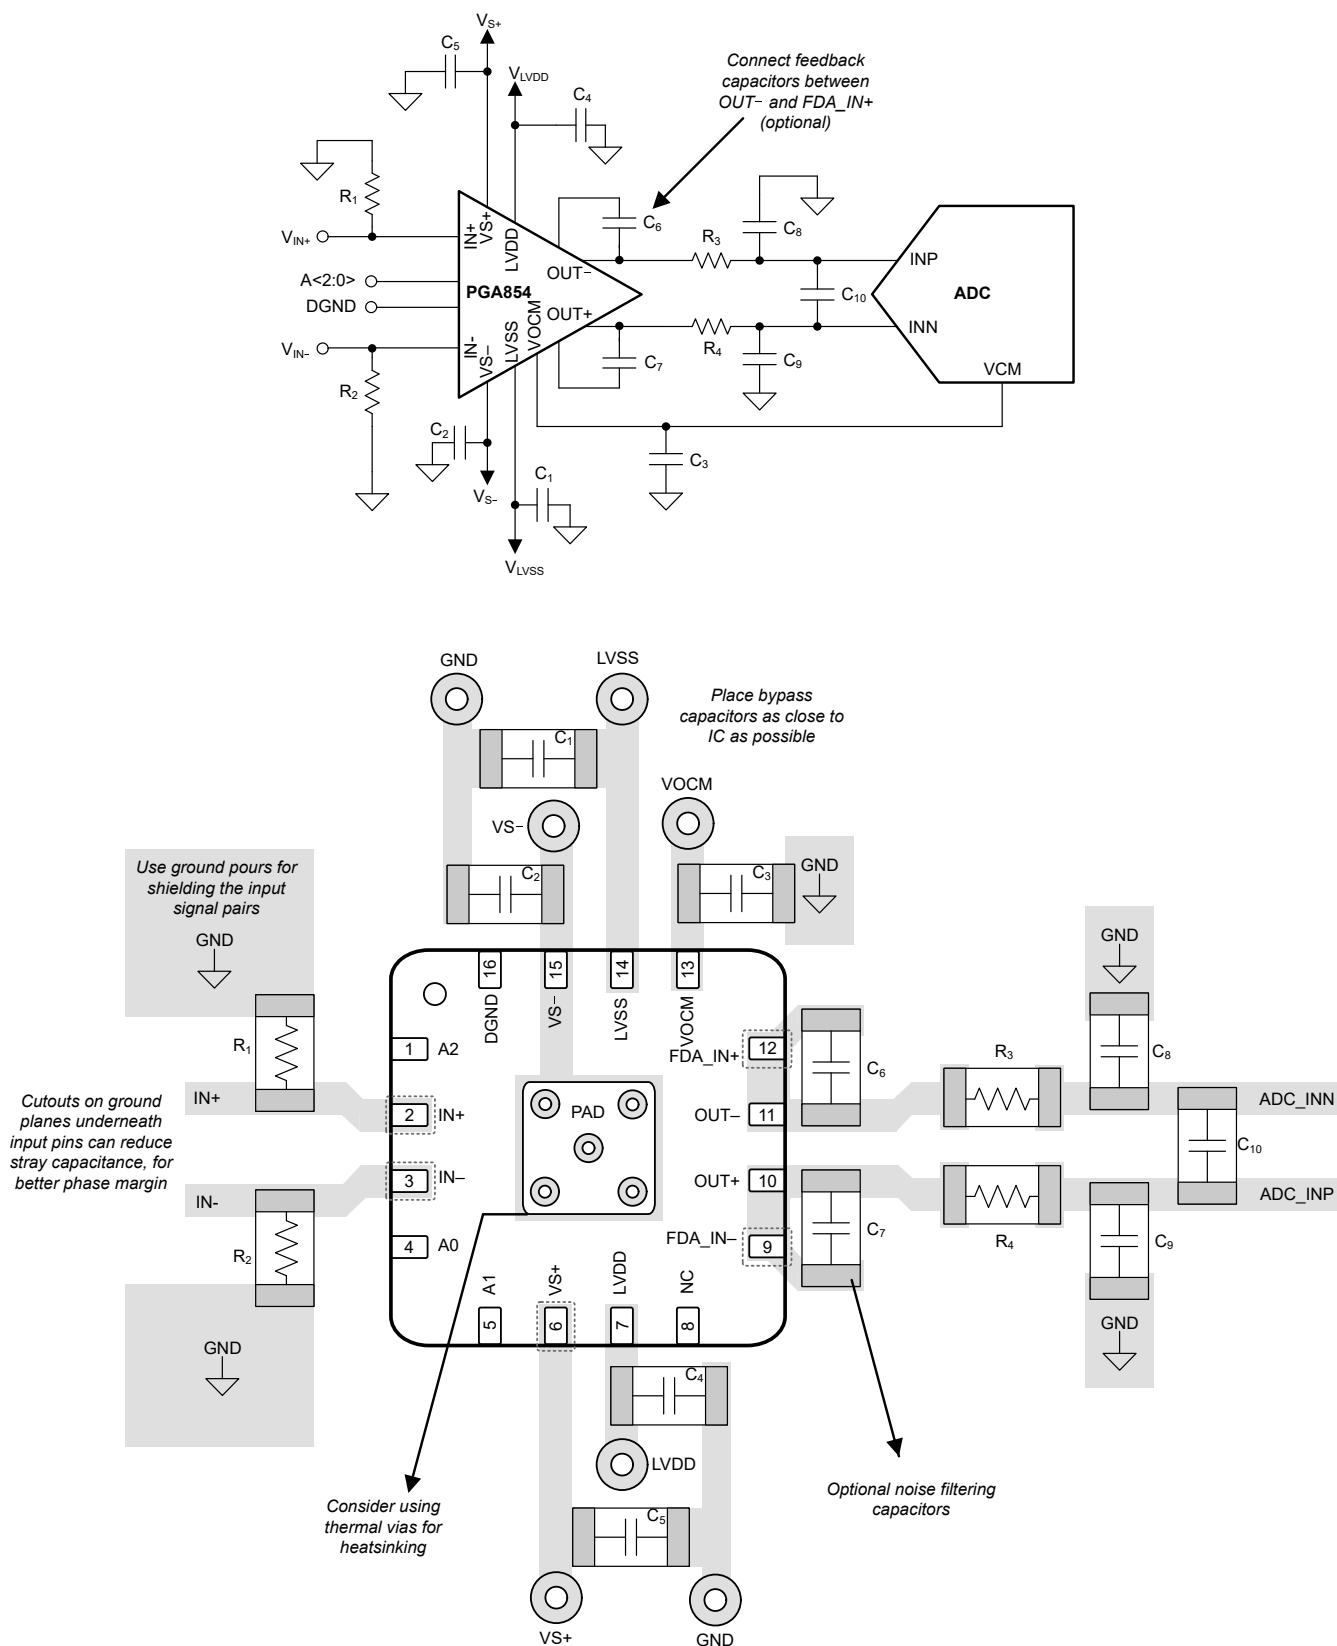 VS+
C5
VLVDD
C4
Connect feedback
capacitors between
OUT− and FDA_IN+
(optional)
R1
VIN+
IN+
VS+
LVDD
C6
C8
R3
OUT−
INP
A<2:0>
PGA854
C10
ADC
DGND
OUT+
INN
VIN−
IN-
VS−
LVSS
VOCM
R4
C7
C9
VCM
R2
C2
C3
VS−
C1
VLVSS
GND
LVSS
Place bypass
capacitors as close to
IC as possible
C1
VOCM
VS−
Use ground pours for
shielding the input
signal pairs
C2
C3
GND
GND
GND
16
15
14
13
DGND
VS−
LVSS
VOCM
R1
1
A2
FDA_IN+
12
C6
R3
C8
Cutouts on ground
planes underneath
input pins can reduce
stray capacitance, for
better phase margin
IN+
2
IN+
PAD
OUT−
11
ADC_INN
C10
3
IN−
OUT+
10
IN-
ADC_INP
R2
4
A0
FDA_IN−
9
C7
R4
C9
A1
VS+
LVDD
NC
5
6
7
8
GND
GND
C4
LVDD
Consider using
thermal vias for
heatsinking
Optional noise filtering
capacitors
C5
VS+
GND